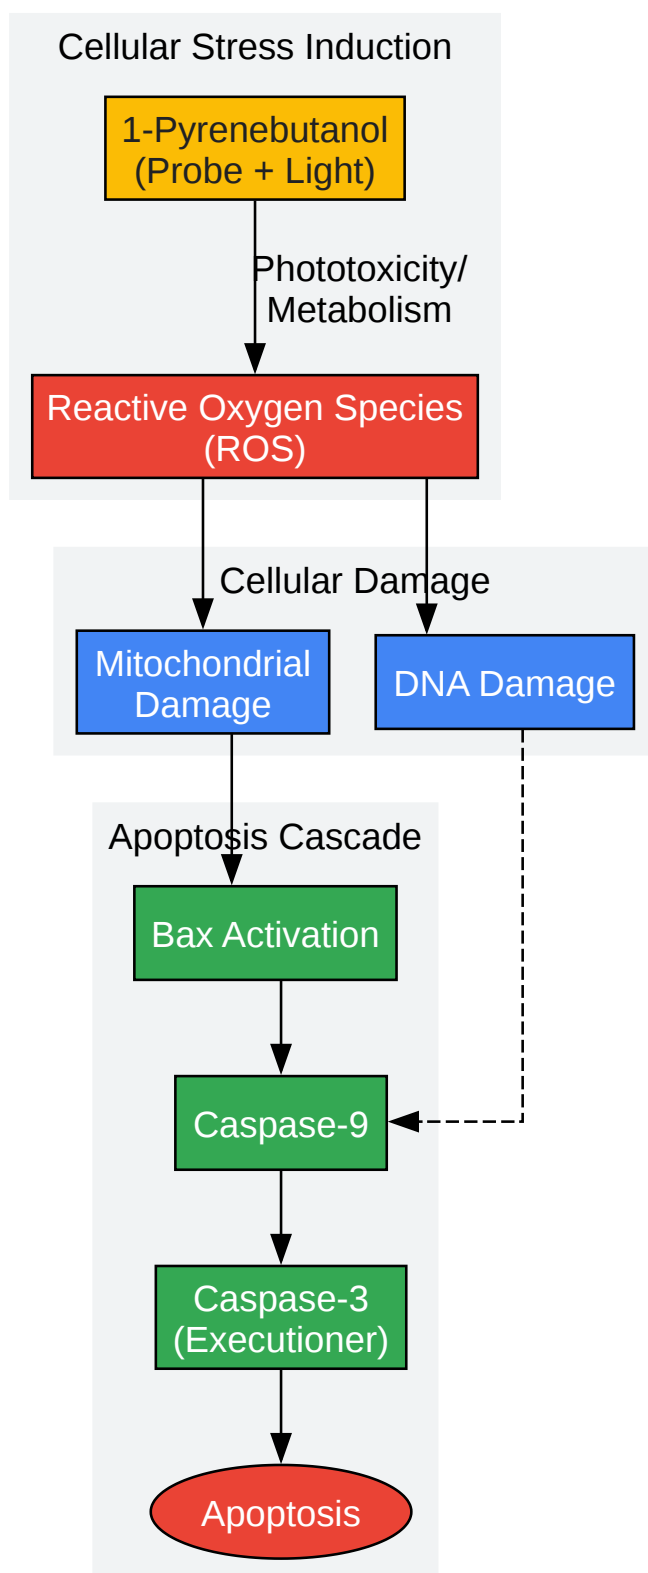 Cellular Stress Induction
1-Pyrenebutanol
(Probe + Light)
Phototoxicity/
Metabolism
Reactive Oxygen Species
(ROS)
Cellular Damage
Mitochondrial
Damage
DNA Damage
Apoptosis Cascade
Bax Activation
Caspase-9
Caspase-3
(Executioner)
Apoptosis